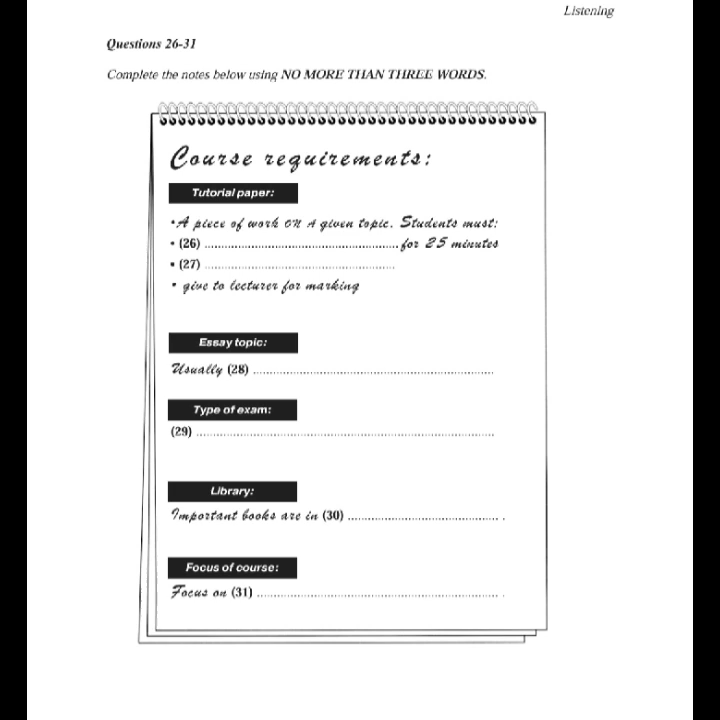 Listening
Questions 26-31
Complete the notes below using NO MORE THAN THREE WORDS.
Course requirements:
Tutorial paper:
•A piece of work on a given topic. Students must:
• (26) .................................................... for 25 minutes
• (27) ....................................................
• give to lecturer for marking
Essay topic:
Usually (28) ................................................................
Type of exam:
(29) ................................................................................
Library:
Important books are in (30) ........................................ .
Focus of course:
Focus on (31) ................................................................ .